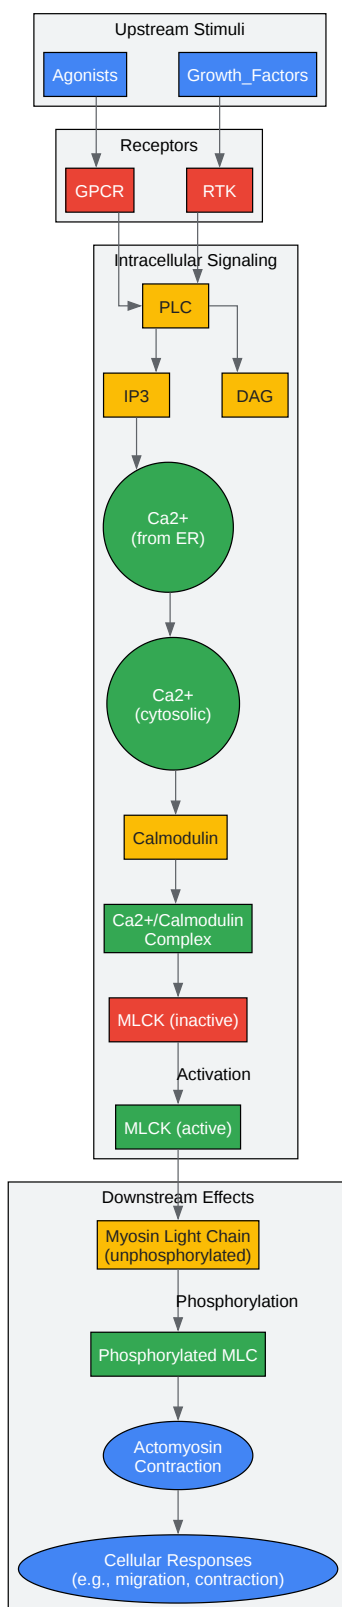 Upstream Stimuli
Agonists
Growth_Factors
Receptors
GPCR
RTK
Intracellular Signaling
PLC
IP3
DAG
Ca2+
(from ER)
Ca2+
(cytosolic)
Calmodulin
Ca2+/Calmodulin
Complex
MLCK (inactive)
Activation
MLCK (active)
Downstream Effects
Myosin Light Chain
(unphosphorylated)
Phosphorylation
Phosphorylated MLC
Actomyosin
Contraction
Cellular Responses
(e.g., migration, contraction)